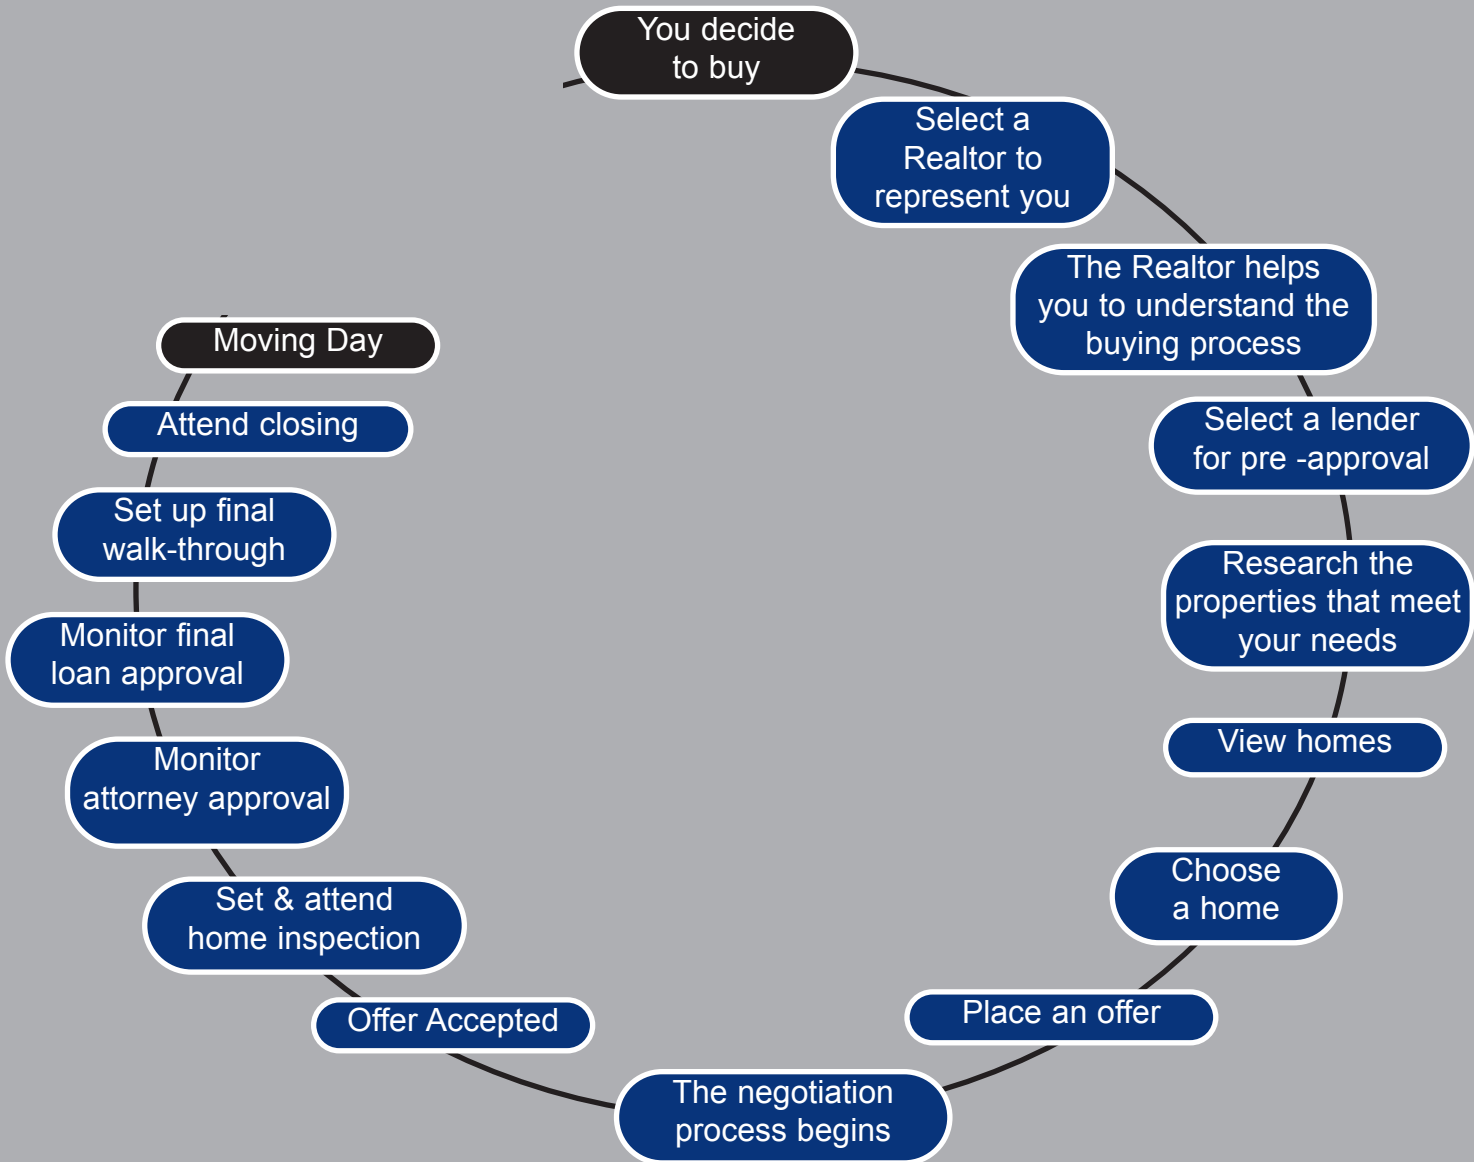 You decide
to buy
Select a
Realtor to
represent you
The Realtor helps
you to understand the
buying process
Select a lender
for pre -approval
Research the
properties that meet
your needs
View homes
Choose
a home
Place an offer
The negotiation
process begins
Offer Accepted
Set & attend
home inspection
Monitor
attorney approval
Monitor final
loan approval
Set up final
walk-through
Attend closing
Moving Day